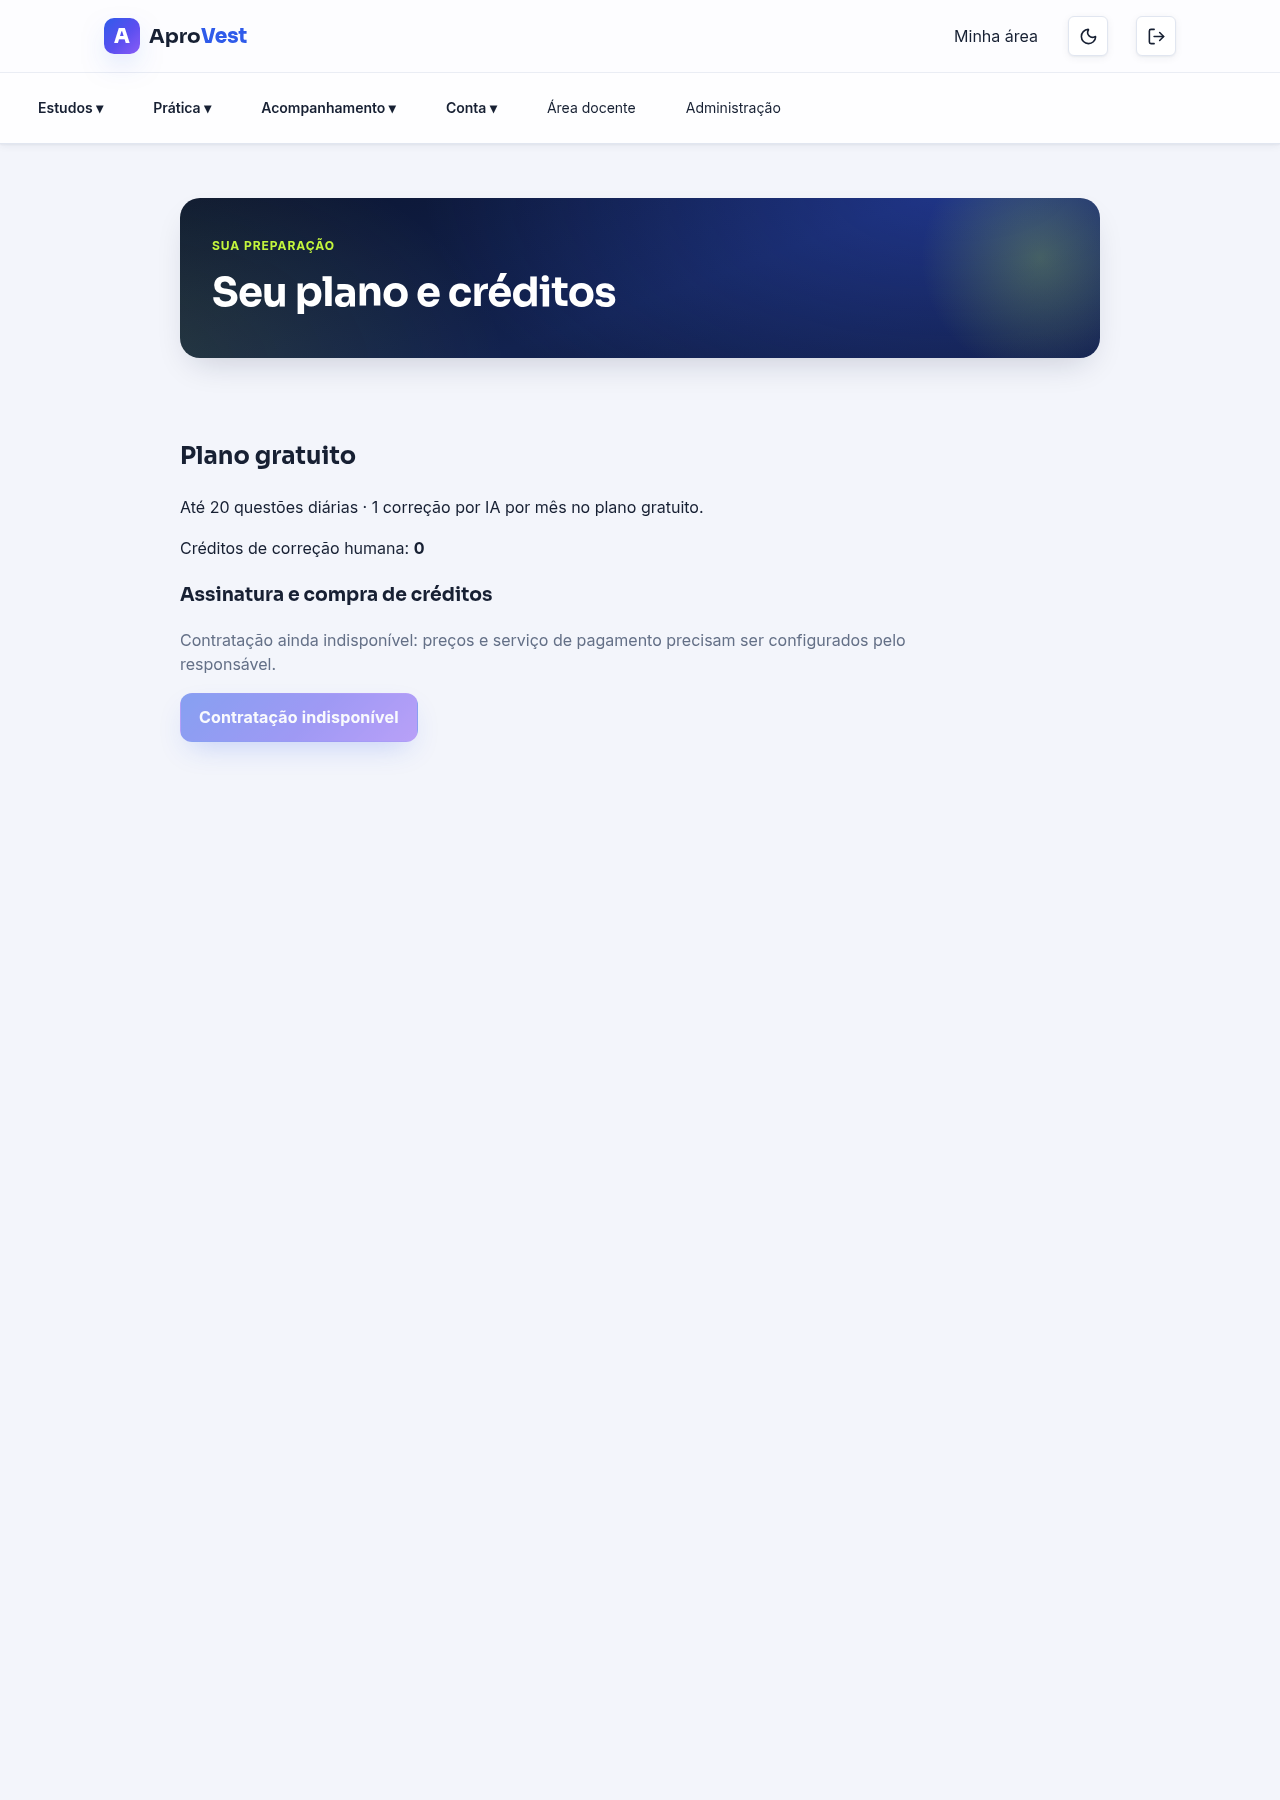 A AproVest
Minha área
Estudos ▾ Prática ▾ Acompanhamento ▾ Conta ▾ Área docente Administração
SUA PREPARAÇÃO
Seu plano e créditos
Plano gratuito
Até 20 questões diárias · 1 correção por IA por mês no plano gratuito.
Créditos de correção humana: 0
Assinatura e compra de créditos
Contratação ainda indisponível: preços e serviço de pagamento precisam ser configurados pelo
responsável.
Contratação indisponível